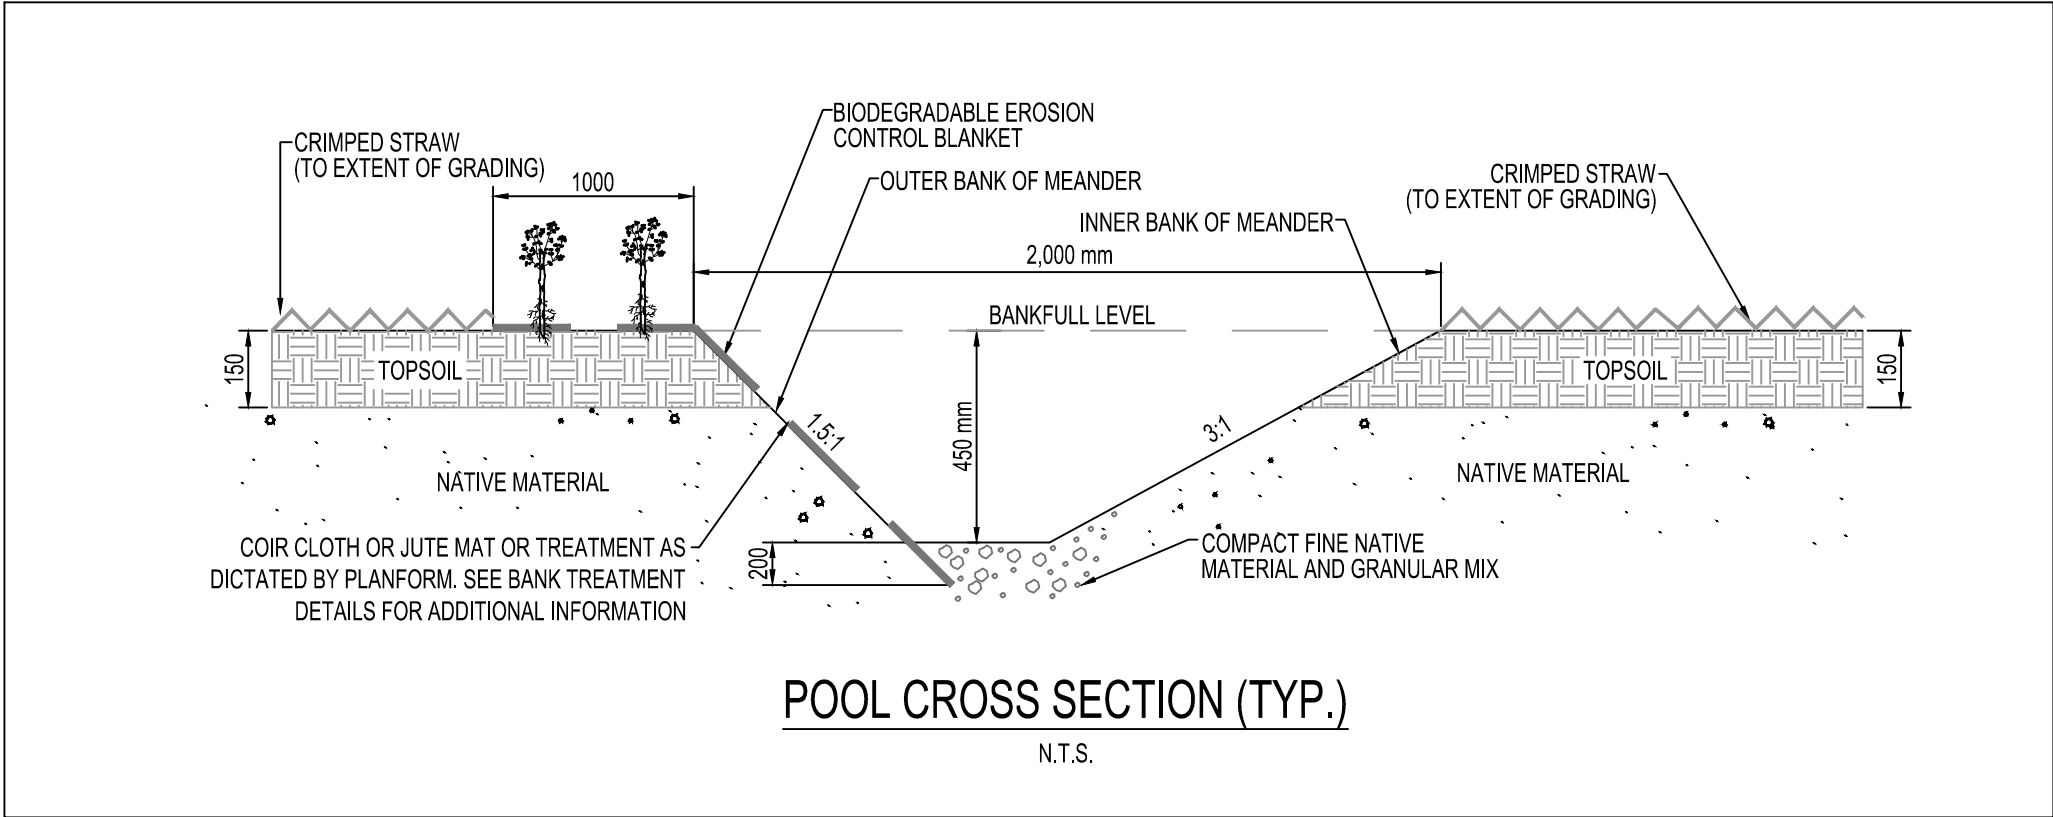 BIODEGRADABLE EROSION
CONTROL BLANKET
CRIMPED STRAW
(TO EXTENT OF GRADING)
1000
OUTER BANK OF MEANDER
CRIMPED STRAW
(TO EXTENT OF GRADING)
INNER BANK OF MEANDER
2,000 mm
BANKFULL LEVEL
150
TOPSOIL
TOPSOIL
150
1.5:1
450 mm
3:1
NATIVE MATERIAL
NATIVE MATERIAL
COIR CLOTH OR JUTE MAT OR TREATMENT AS
DICTATED BY PLANFORM. SEE BANK TREATMENT
DETAILS FOR ADDITIONAL INFORMATION
200
COMPACT FINE NATIVE
MATERIAL AND GRANULAR MIX
POOL CROSS SECTION (TYP.)
N.T.S.